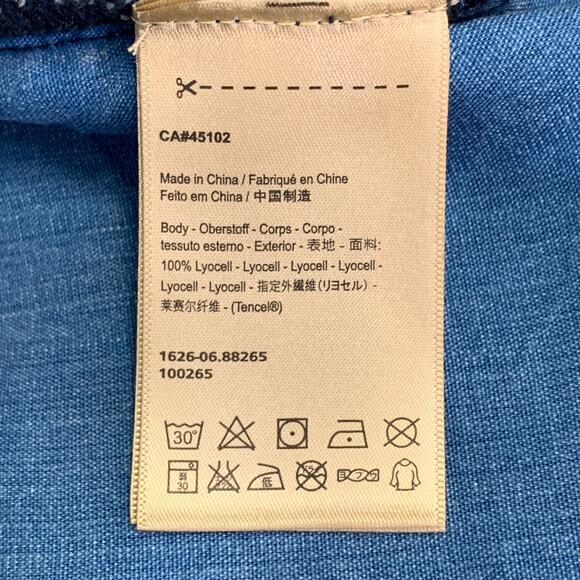 CA#45102
Made in China / Fabriqué en Chine
Feito em China / 中国制造
Body - Oberstoff - Corps - Corpo -
tessuto esterno - Exterior - 表地 - 面料:
100% Lyocell - Lyocell - Lyocell - Lyocell -
Lyocell - Lyocell - 指定外繊維(リヨセル) -
莱赛尔纤维 - (Tencel®)
1626-06.88265
100265
30°
弱 30 低